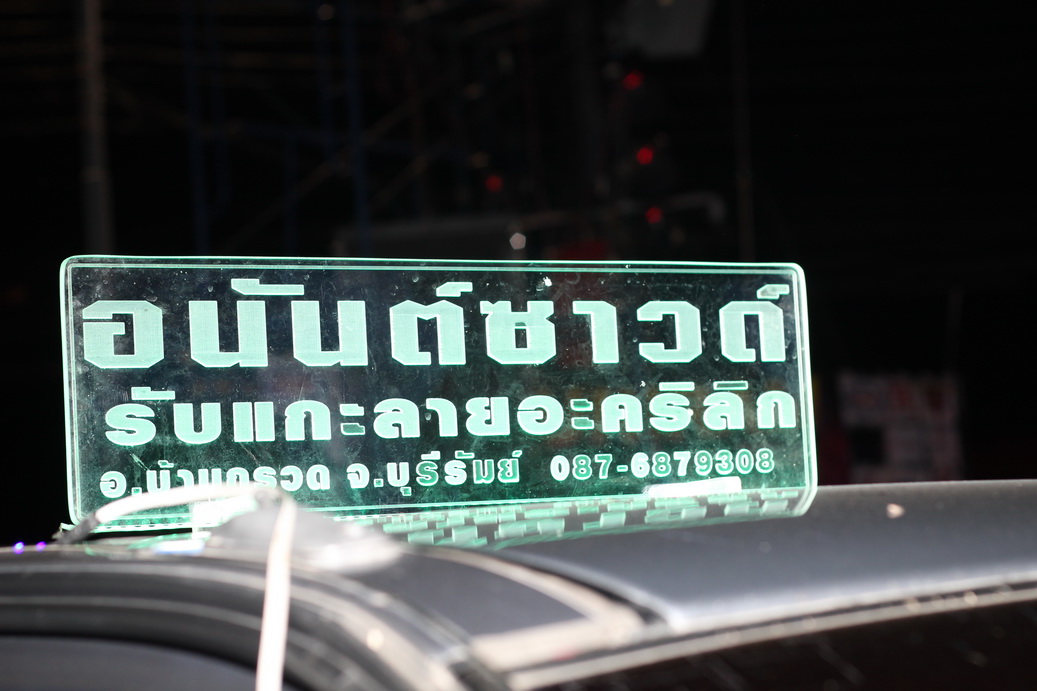 อนันต์ซาวด์
รับแกะลายอะคริลิก
อ.บ้านกรวด จ.บุรีรัมย์ 087-6879308